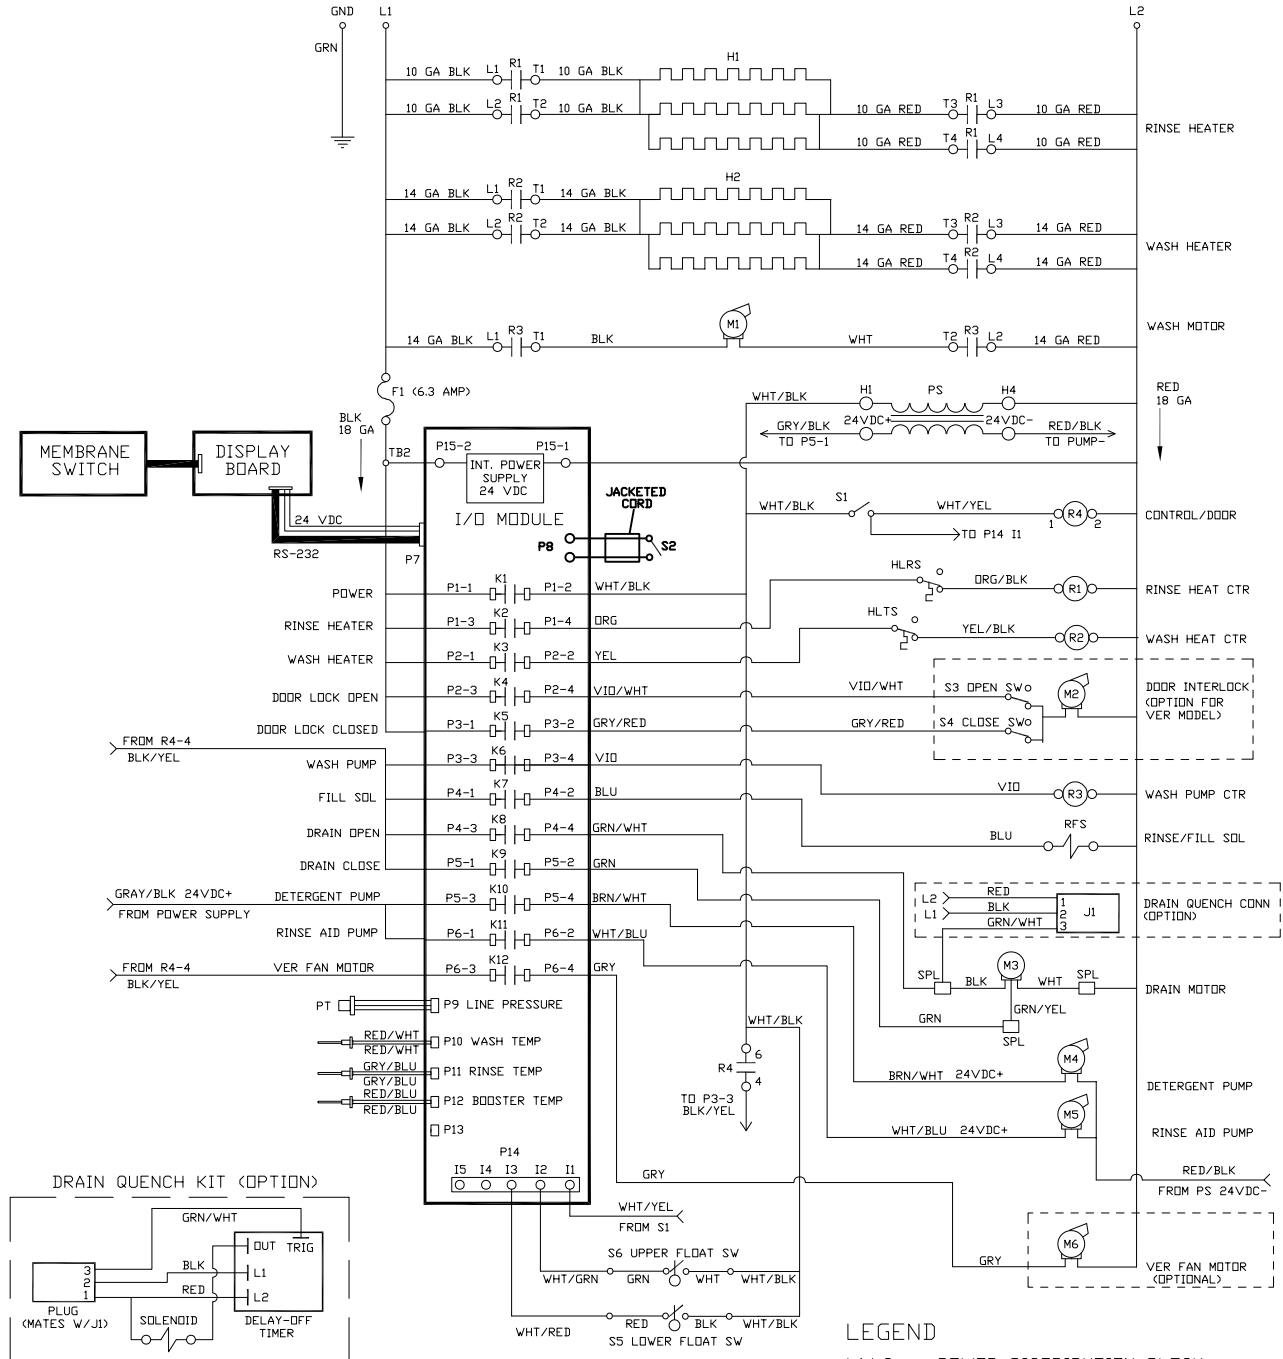 GND
L1
L2
GRN
10 GA BLK L1 R1 T1 10 GA BLK
H1
10 GA BLK L2 R1 T2 10 GA BLK
10 GA RED T3 R1 L3 10 GA RED
10 GA RED T4 R1 L4 10 GA RED
RINSE HEATER
14 GA BLK L1 R2 T1 14 GA BLK
H2
14 GA BLK L2 R2 T2 14 GA BLK
14 GA RED T3 R2 L3 14 GA RED
14 GA RED T4 R2 L4 14 GA RED
WASH HEATER
14 GA BLK L1 R3 T1 BLK M1 WHT T2 R3 L2 14 GA RED
WASH MOTOR
F1 (6.3 AMP)
BLK
18 GA
TB2
WHT/BLK H1 PS H4
RED
18 GA
GRY/BLK 24VDC+ 24VDC- RED/BLK
TO P5-1
TO PUMP-
MEMBRANE
SWITCH
DISPLAY
BOARD
24 VDC
RS-232
P7
P15-2 P15-1
INT. POWER
SUPPLY
24 VDC
I/O MODULE
JACKETED
CORD
P8
S2
WHT/BLK S1 WHT/YEL 1 R4 2 CONTROL/DOOR
TO P14 I1
POWER P1-1 K1 P1-2 WHT/BLK
HLRS ORG/BLK R1 RINSE HEAT CTR
RINSE HEATER P1-3 K2 P1-4 ORG
HLTS YEL/BLK R2 WASH HEAT CTR
WASH HEATER P2-1 K3 P2-2 YEL
DOOR LOCK OPEN P2-3 K4 P2-4 VIO/WHT
VIO/WHT S3 OPEN SW M2
DOOR INTERLOCK
(OPTION FOR
VER MODEL)
DOOR LOCK CLOSED P3-1 K5 P3-2 GRY/RED
GRY/RED S4 CLOSE SW
FROM R4-4
BLK/YEL
WASH PUMP P3-3 K6 P3-4 VIO
VIO R3 WASH PUMP CTR
FILL SOL P4-1 K7 P4-2 BLU
BLU RFS RINSE/FILL SOL
DRAIN OPEN P4-3 K8 P4-4 GRN/WHT
DRAIN CLOSE P5-1 K9 P5-2 GRN
GRAY/BLK 24VDC+
FROM POWER SUPPLY
DETERGENT PUMP P5-3 K10 P5-4 BRN/WHT
RINSE AID PUMP P6-1 K11 P6-2 WHT/BLU
FROM R4-4
BLK/YEL
VER FAN MOTOR P6-3 K12 P6-4 GRY
L2 RED 1
L1 BLK 2
GRN/WHT 3
J1
DRAIN QUENCH CONN
(OPTION)
SPL BLK M3 WHT SPL DRAIN MOTOR
GRN GRN/YEL
SPL
PT P9 LINE PRESSURE
RED/WHT
RED/WHT
P10 WASH TEMP
GRY/BLU
GRY/BLU
P11 RINSE TEMP
RED/BLU
RED/BLU
P12 BOOSTER TEMP
P13
WHT/BLK
6
R4
4
TO P3-3
BLK/YEL
BRN/WHT 24VDC+ M4 DETERGENT PUMP
WHT/BLU 24VDC+ M5 RINSE AID PUMP
RED/BLK
FROM PS 24VDC-
P14
I5 I4 I3 I2 I1
GRY
WHT/YEL
FROM S1
GRY M6
VER FAN MOTOR
(OPTIONAL)
S6 UPPER FLOAT SW
WHT/GRN GRN WHT WHT/BLK
WHT/RED RED BLK WHT/BLK
S5 LOWER FLOAT SW
DRAIN QUENCH KIT (OPTION)
GRN/WHT
OUT TRIG
3 BLK L1
2
1 RED L2
PLUG
(MATES W/J1)
SOLENOID
DELAY-OFF
TIMER
LEGEND